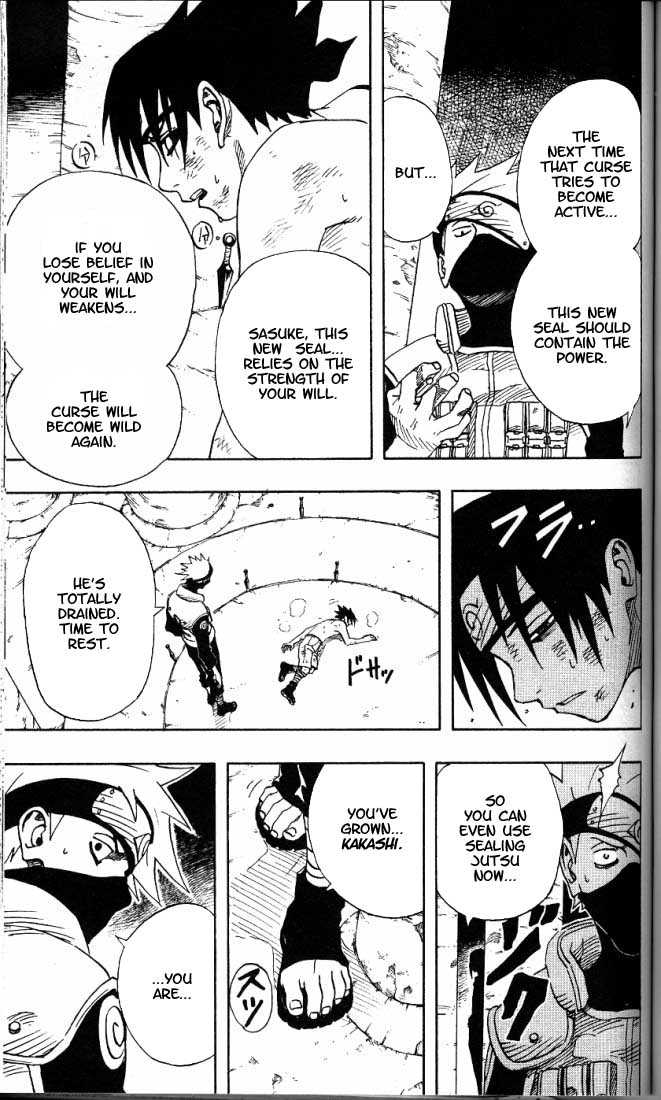 THE
NEXT TIME
THAT CURSE
TRIES TO
BECOME
ACTIVE...
THIS NEW
SEAL SHOULD
CONTAIN THE
POWER.
BUT...
SASUKE, THIS
NEW SEAL...
RELIES ON THE
STRENGTH OF
YOUR WILL.
IF YOU
LOSE BELIEF IN
YOURSELF, AND
YOUR WILL
WEAKENS...
THE
CURSE WILL
BECOME WILD
AGAIN.
フラ..
ドサッ
HE'S
TOTALLY
DRAINED.
TIME TO
REST.
SO
YOU CAN
EVEN USE
SEALING
JUTSU
NOW...
YOU'VE
GROWN...
KAKASHI.
スッ
...YOU
ARE...